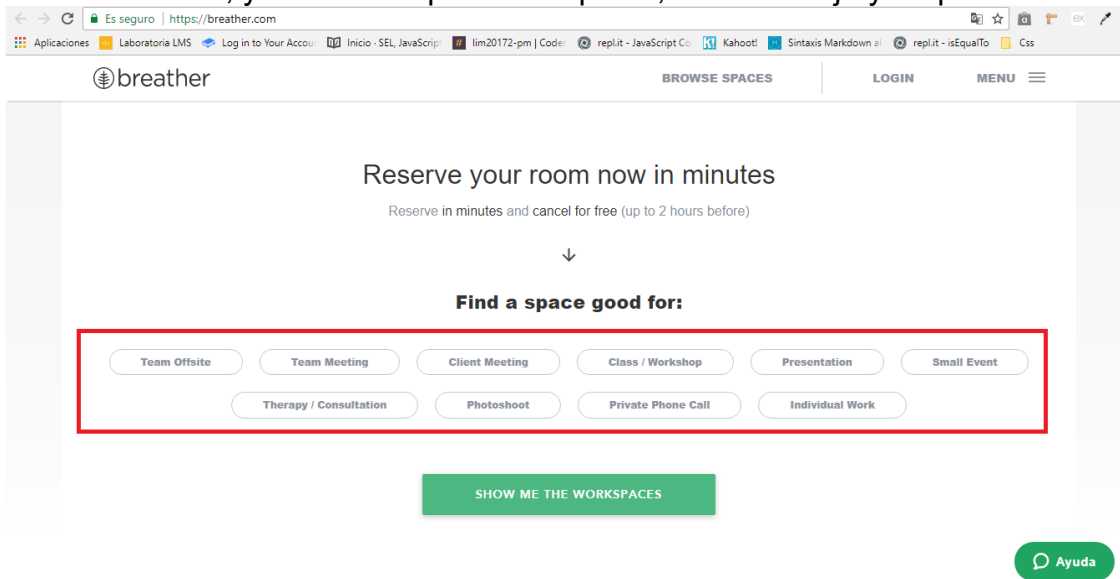 Es seguro | https://breather.com
Aplicaciones Laboratoria LMS Log in to Your Accou Inicio - SEL, JavaScrip lim20172-pm | Coder repl.it - JavaScript Co Kahoot! Sintaxis Markdown al repl.it - isEqualTo Css
breather BROWSE SPACES LOGIN MENU
Reserve your room now in minutes
Reserve in minutes and cancel for free (up to 2 hours before)
Find a space good for:
Team Offsite Team Meeting Client Meeting Class / Workshop Presentation Small Event
Therapy / Consultation Photoshoot Private Phone Call Individual Work
SHOW ME THE WORKSPACES
Ayuda